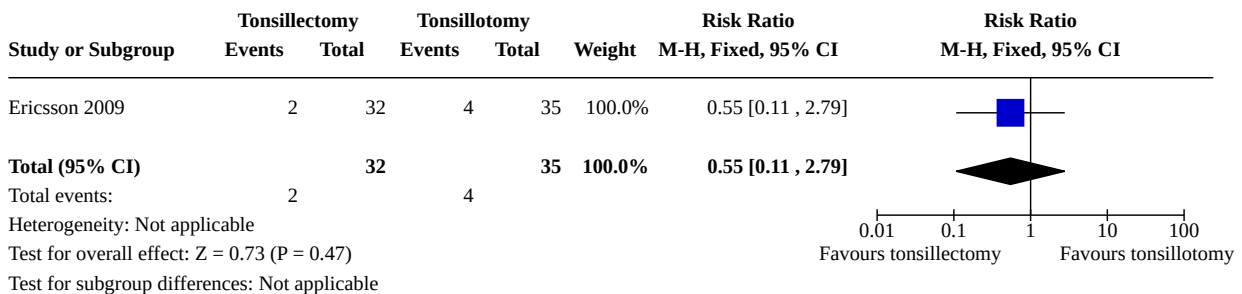 Tonsillectomy Tonsillotomy Risk Ratio Risk Ratio
Study or Subgroup Events Total Events Total Weight M-H, Fixed, 95% CI M-H, Fixed, 95% CI
Ericsson 2009 2 32 4 35 100.0% 0.55 [0.11 , 2.79]
Total (95% CI) 32 35 100.0% 0.55 [0.11 , 2.79]
Total events: 2 4
Heterogeneity: Not applicable
0.01 0.1 1 10 100
Test for overall effect: Z = 0.73 (P = 0.47) Favours tonsillectomy Favours tonsillotomy
Test for subgroup differences: Not applicable